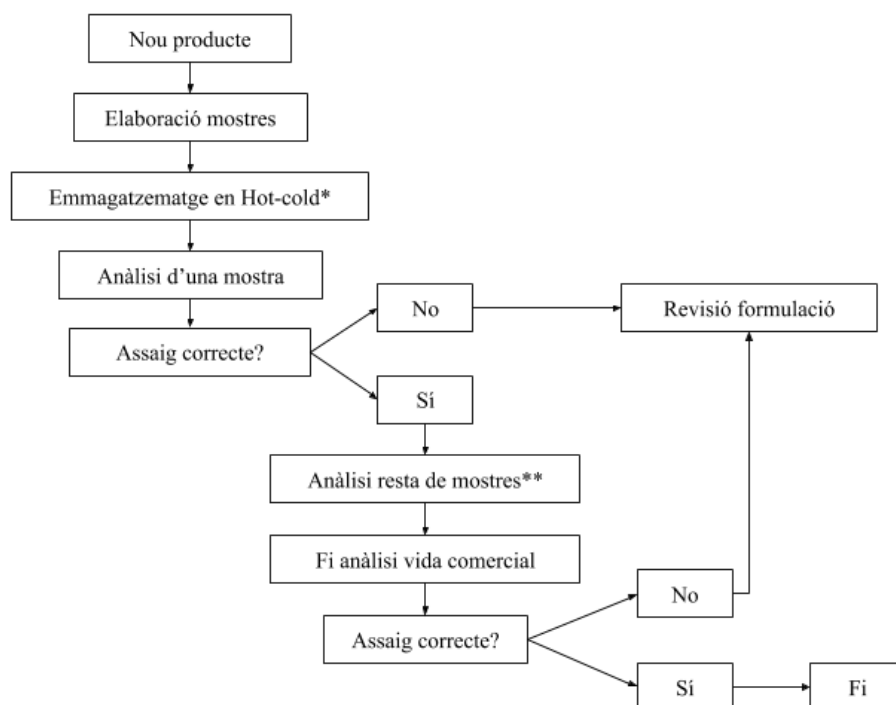 Nou producte
Elaboració mostres
Emmagatzematge en Hot-cold*
Anàlisi d’una mostra
No
Revisió formulació
Assaig correcte?
Sí
Anàlisi resta de mostres**
Fi anàlisi vida comercial
No
Assaig correcte?
Sí
Fi